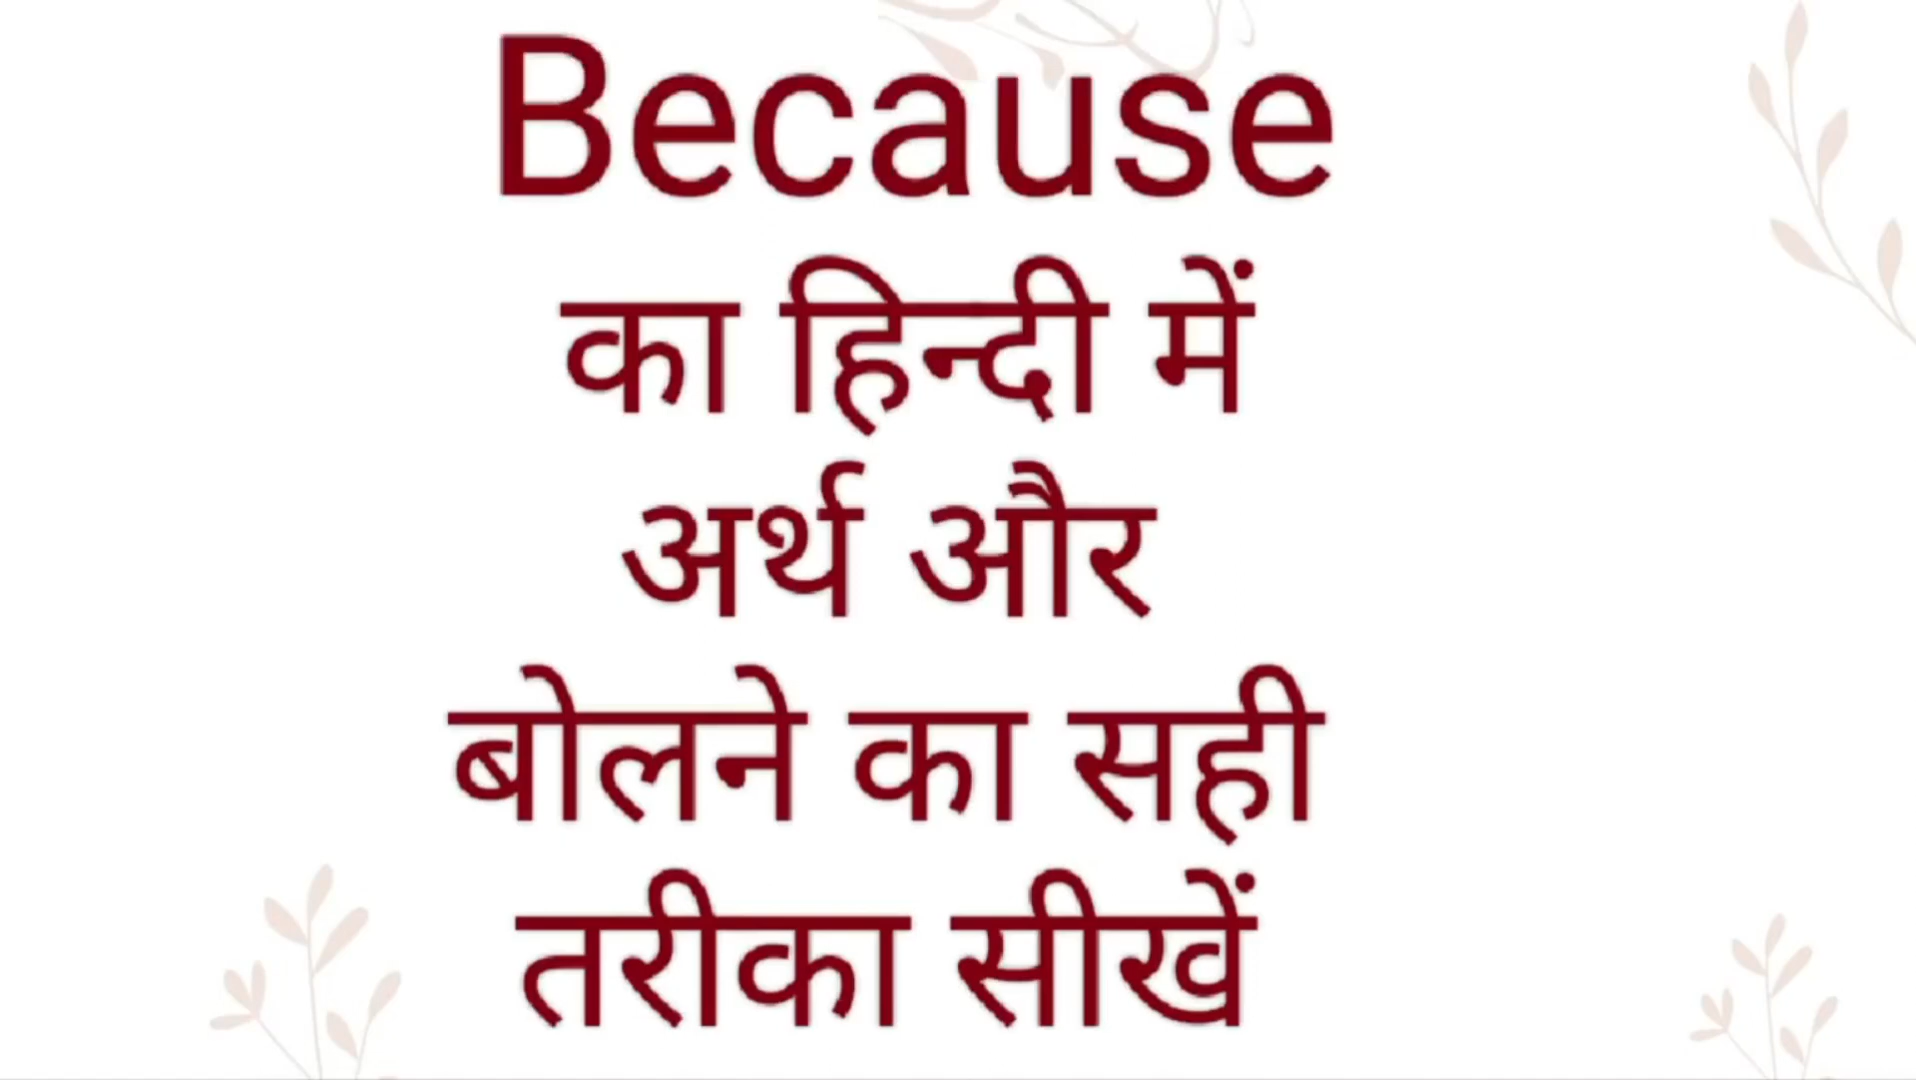 Because
का हिन्दी में
अर्थ और
बोलने का सही
तरीका सीखें